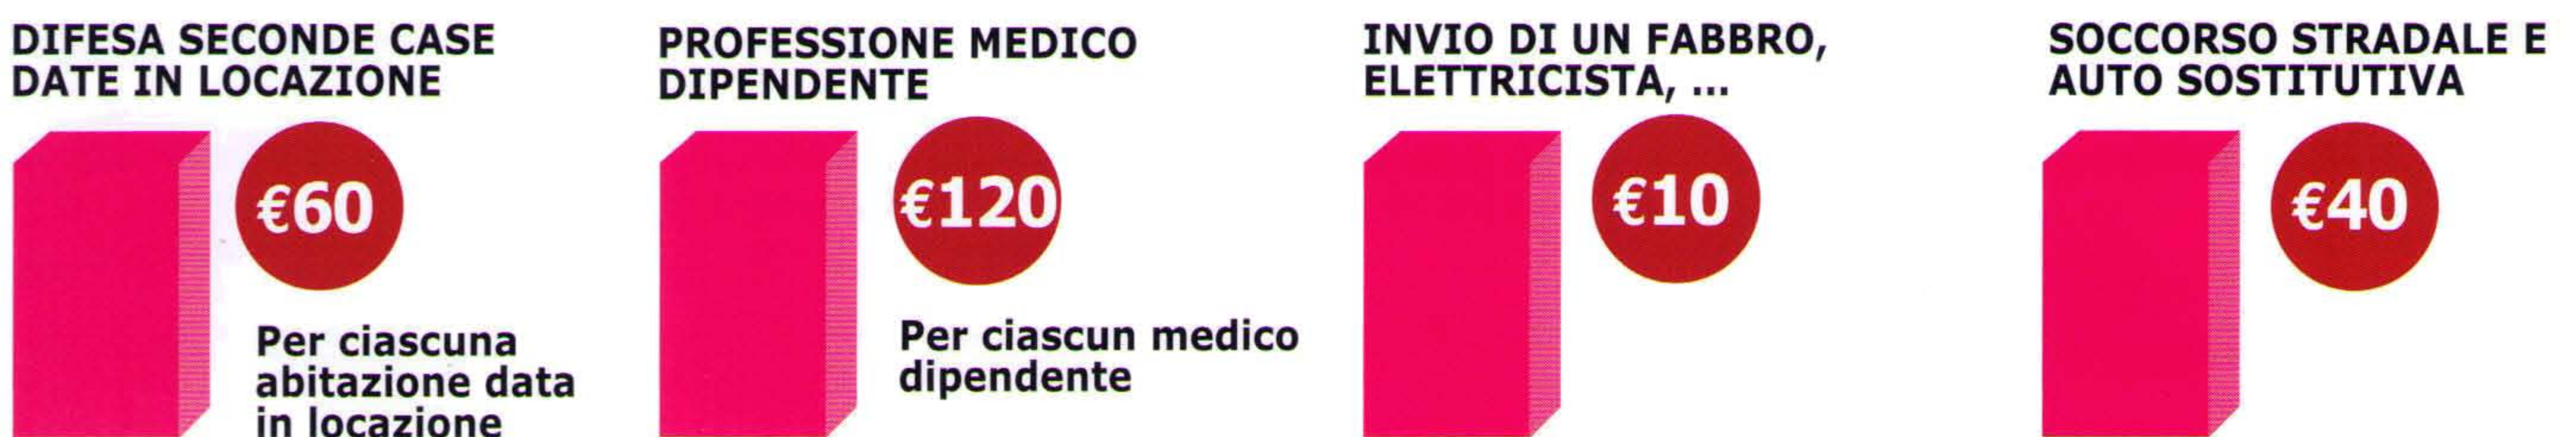 DIFESA SECONDE CASE
DATE IN LOCAZIONE
€60
Per ciascuna
abitazione data
in locazione
PROFESSIONE MEDICO
DIPENDENTE
€120
Per ciascun medico
dipendente
INVIO DI UN FABBRO,
ELETTRICISTA, ...
€10
SOCCORSO STRADALE E
AUTO SOSTITUTIVA
€40